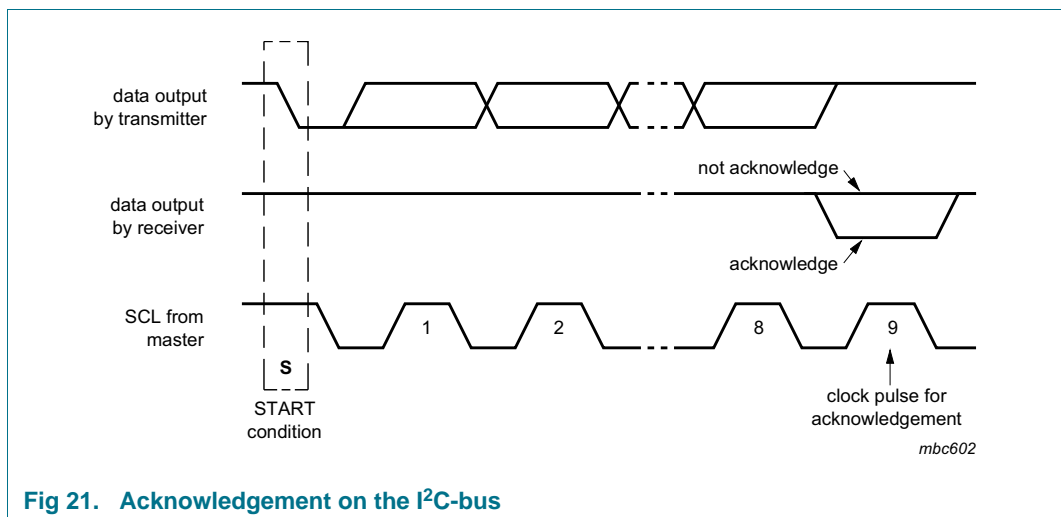 data output
by transmitter
not acknowledge
data output
by receiver
acknowledge
SCL from
master
1
2
8
9
S
START
condition
clock pulse for
acknowledgement
mbc602
Fig 21. Acknowledgement on the I²C-bus